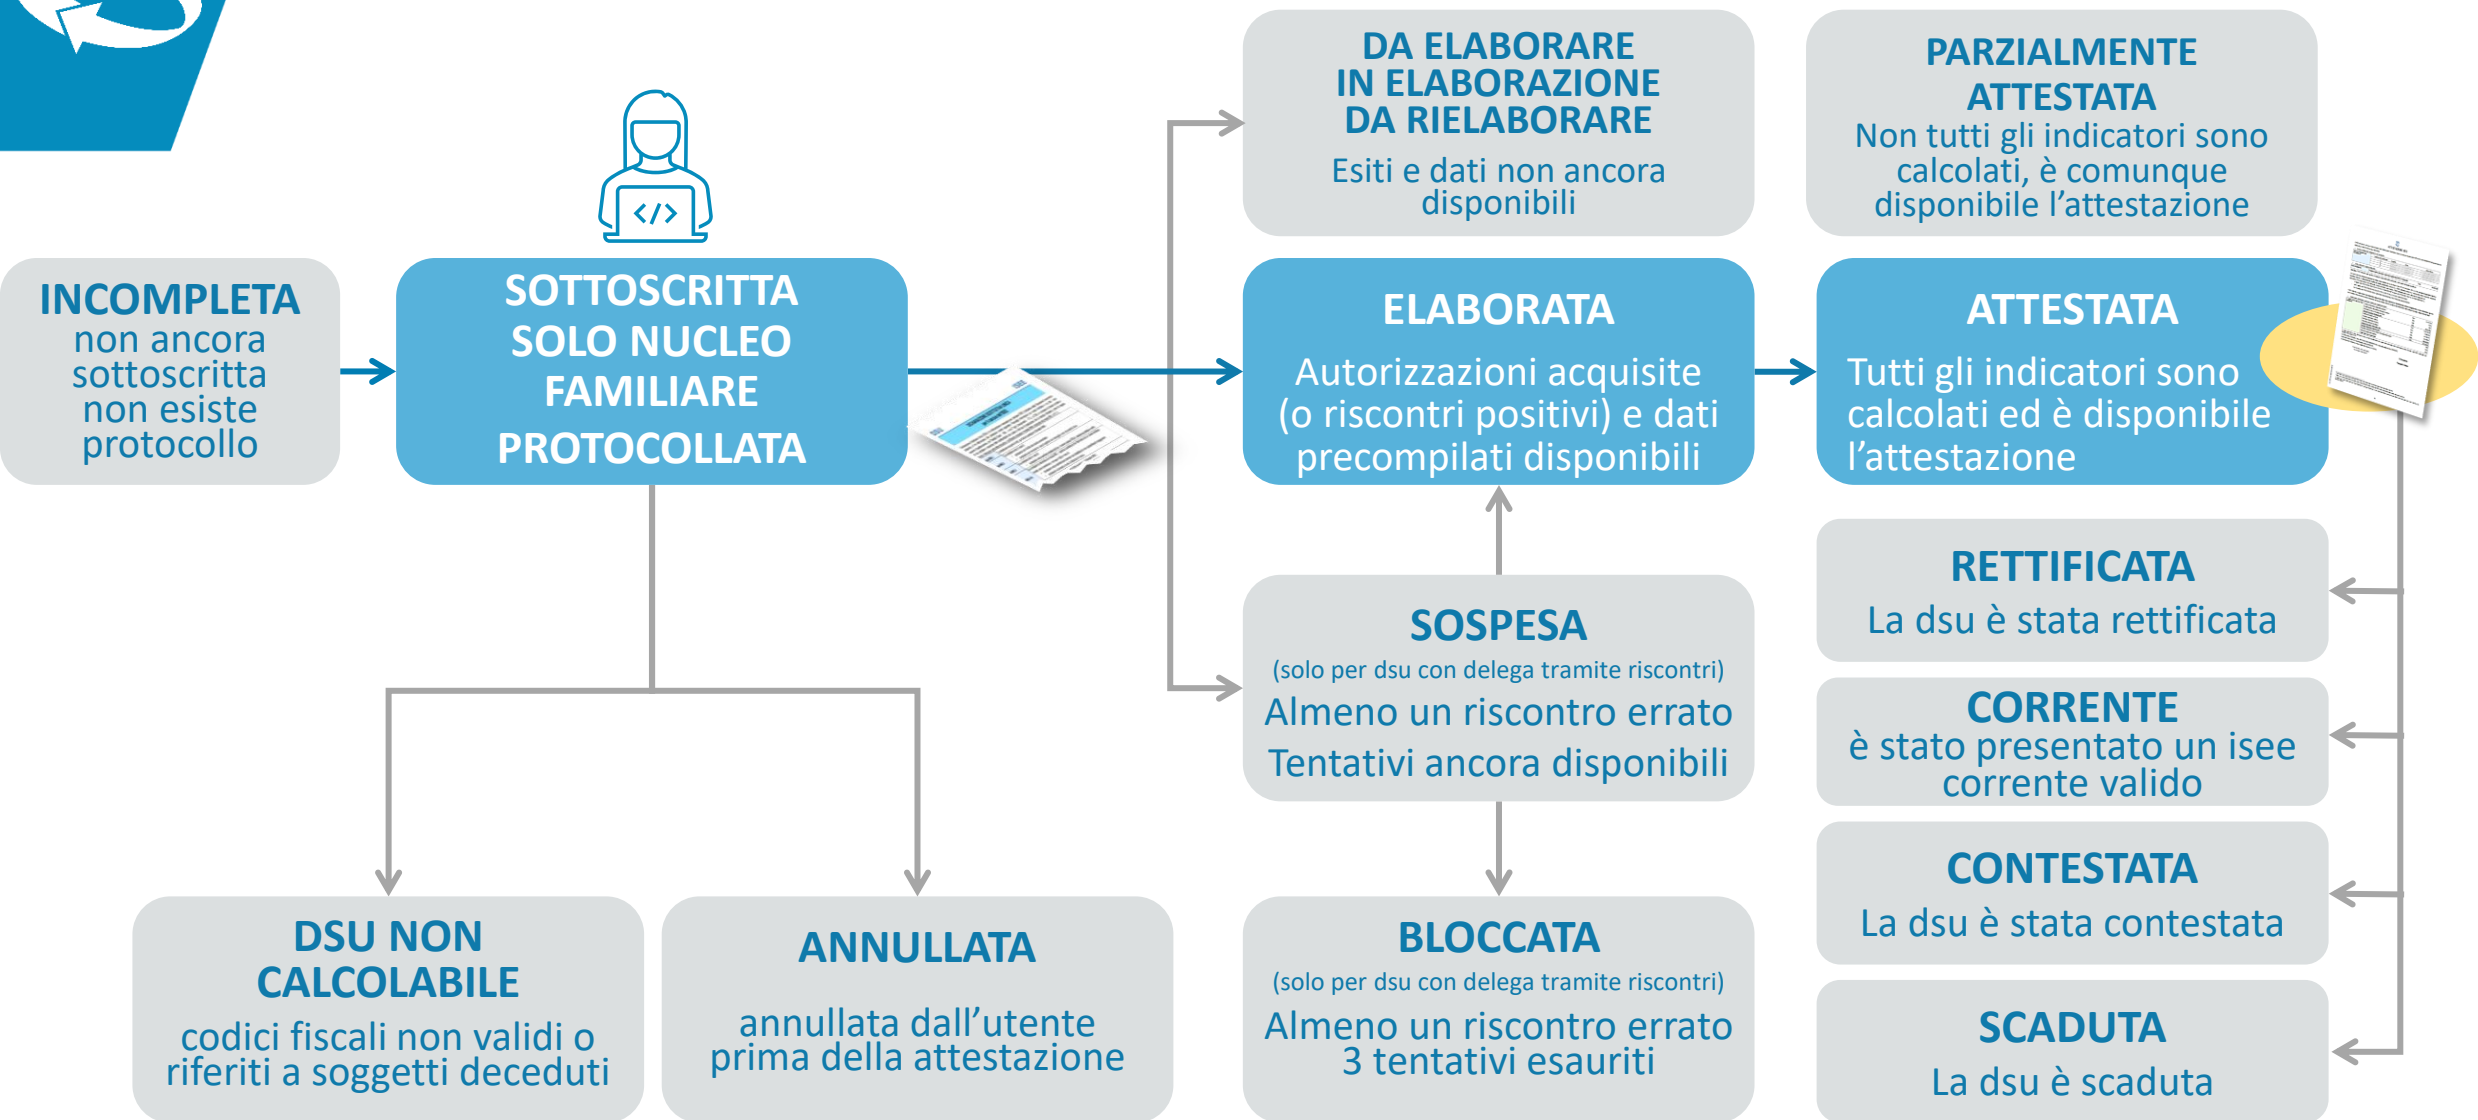 DA ELABORARE
IN ELABORAZIONE
DA RIELABORARE
Esiti e dati non ancora
disponibili
PARZIALMENTE
ATTESTATA
Non tutti gli indicatori sono
calcolati, è comunque
disponibile l'attestazione
</>
INCOMPLETA
non ancora
sottoscritta
non esiste
protocollo
SOTTOSCRITTA
SOLO NUCLEO
FAMILIARE
PROTOCOLLATA
ELABORATA
Autorizzazioni acquisite
(o riscontri positivi) e dati
precompilati disponibili
ATTESTATA
Tutti gli indicatori sono
calcolati ed è disponibile
l'attestazione
SOSPESA
(solo per dsu con delega tramite riscontri)
Almeno un riscontro errato
Tentativi ancora disponibili
RETTIFICATA
La dsu è stata rettificata
CORRENTE
è stato presentato un isee
corrente valido
CONTESTATA
La dsu è stata contestata
DSU NON
CALCOLABILE
codici fiscali non validi o
riferiti a soggetti deceduti
ANNULLATA
annullata dall'utente
prima della attestazione
BLOCCATA
(solo per dsu con delega tramite riscontri)
Almeno un riscontro errato
3 tentativi esauriti
SCADUTA
La dsu è scaduta